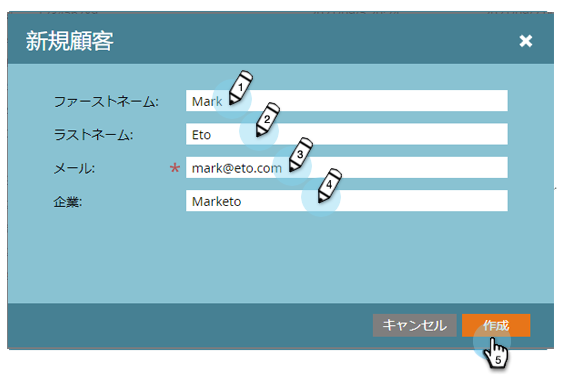 新規顧客
ファーストネーム: Mark 1
ラストネーム: Eto 2
メール: * mark@eto.com 3
企業: Marketo 4
キャンセル 作成
5